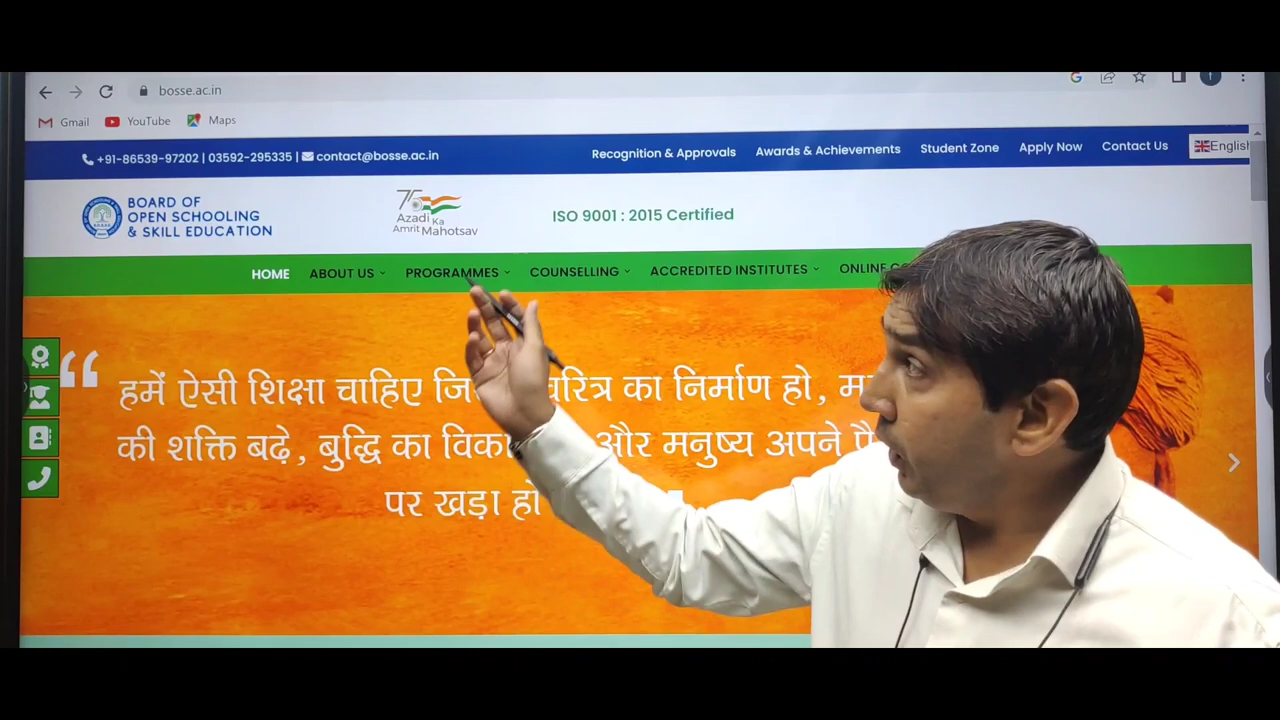 bosse.ac.in
Gmail YouTube Maps
+91-86539-97202 | 03592-295335 | contact@bosse.ac.in Recognition & Approvals Awards & Achievements Student Zone Apply Now Contact Us English
BOARD OF
OPEN SCHOOLING
& SKILL EDUCATION
75
Azadi Ka
Amrit Mahotsav
ISO 9001 : 2015 Certified
HOME ABOUT US PROGRAMMES COUNSELLING ACCREDITED INSTITUTES ONLINE
“ हमें ऐसी शिक्षा चाहिए का निर्माण हो,
की शक्ति बढ़े, बुद्धि का और मनुष्य अपने
पर खड़ा हो